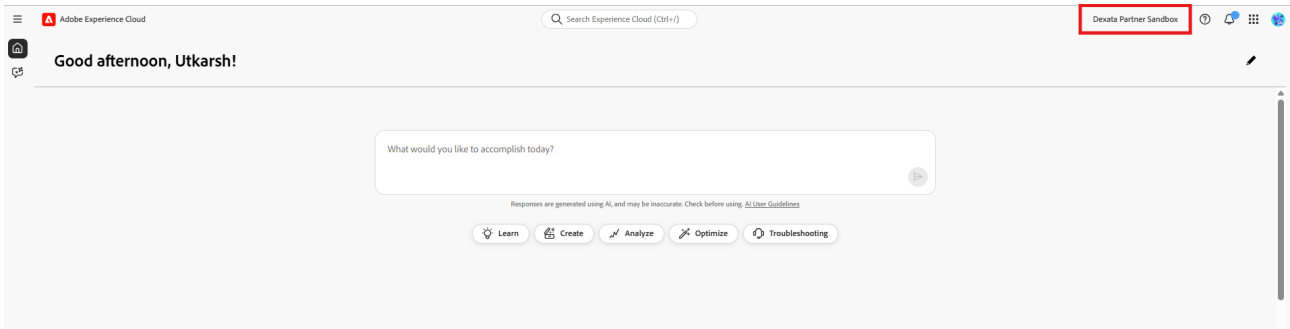 Adobe Experience Cloud
Search Experience Cloud (Ctrl+/)
Dexata Partner Sandbox
Good afternoon, Utkarsh!
What would you like to accomplish today?
Responses are generated using AI, and may be inaccurate. Check before using. AI User Guidelines
Learn
Create
Analyze
Optimize
Troubleshooting